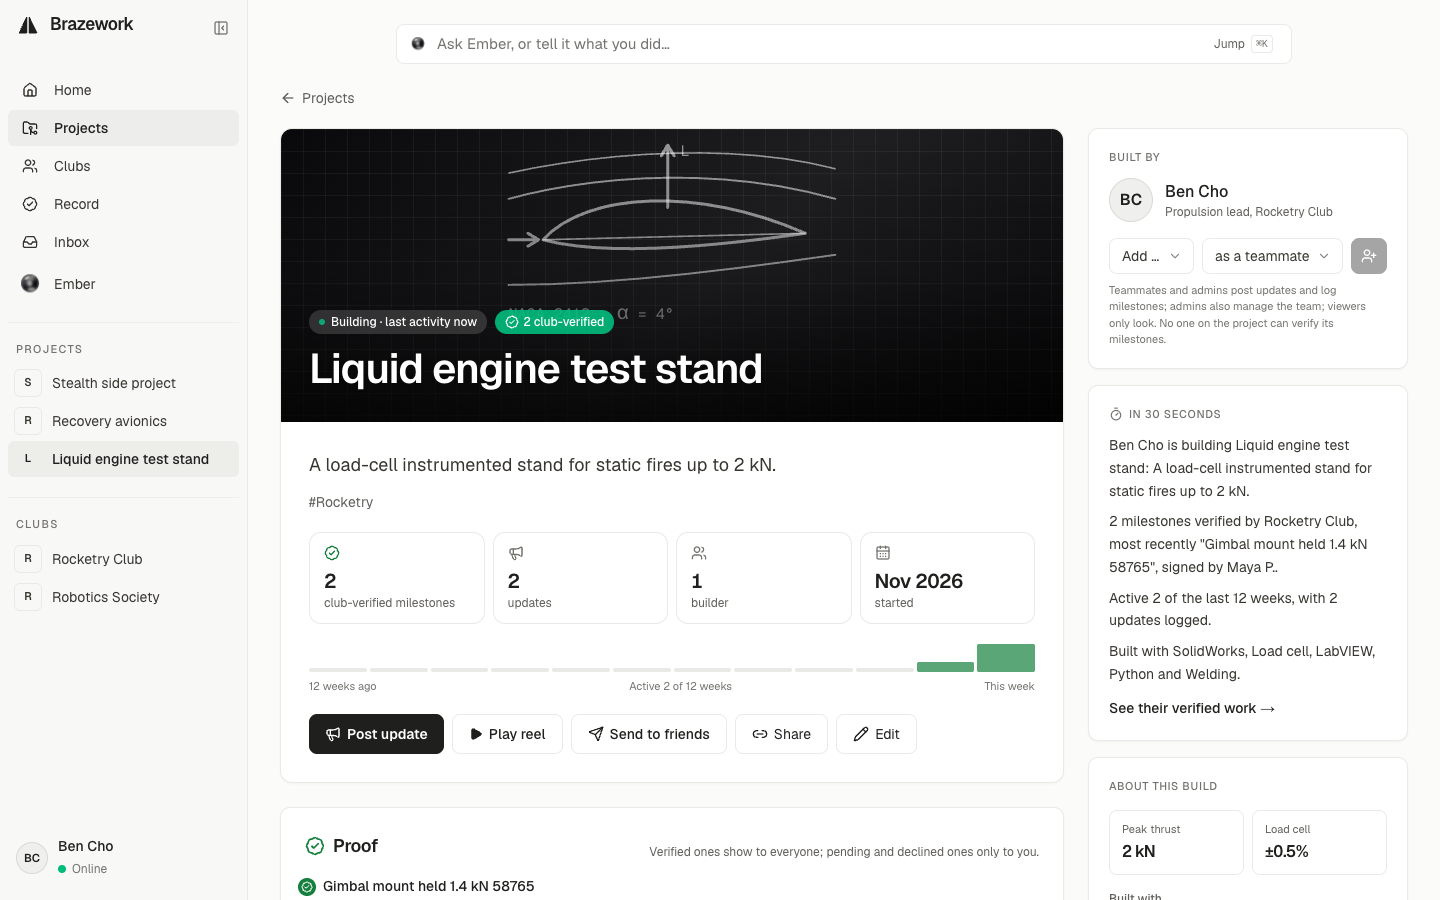 Brazework
Ask Ember, or tell it what you did...
Jump ⌘K
Home
Projects
Clubs
Record
Inbox
Ember
PROJECTS
S Stealth side project
R Recovery avionics
L Liquid engine test stand
CLUBS
R Rocketry Club
R Robotics Society
BC
Ben Cho
Online
Projects
L
α = 4°
Building · last activity now
2 club-verified
Liquid engine test stand
A load-cell instrumented stand for static fires up to 2 kN.
#Rocketry
2
club-verified milestones
2
updates
1
builder
Nov 2026
started
12 weeks ago
Active 2 of 12 weeks
This week
Post update
Play reel
Send to friends
Share
Edit
Proof
Verified ones show to everyone; pending and declined ones only to you.
Gimbal mount held 1.4 kN 58765
BUILT BY
BC
Ben Cho
Propulsion lead, Rocketry Club
Add ...
as a teammate
Teammates and admins post updates and log
milestones; admins also manage the team; viewers
only look. No one on the project can verify its
milestones.
IN 30 SECONDS
Ben Cho is building Liquid engine test
stand: A load-cell instrumented stand for
static fires up to 2 kN.
2 milestones verified by Rocketry Club,
most recently "Gimbal mount held 1.4 kN
58765", signed by Maya P..
Active 2 of the last 12 weeks, with 2
updates logged.
Built with SolidWorks, Load cell, LabVIEW,
Python and Welding.
See their verified work →
ABOUT THIS BUILD
Peak thrust
2 kN
Load cell
±0.5%
Built with